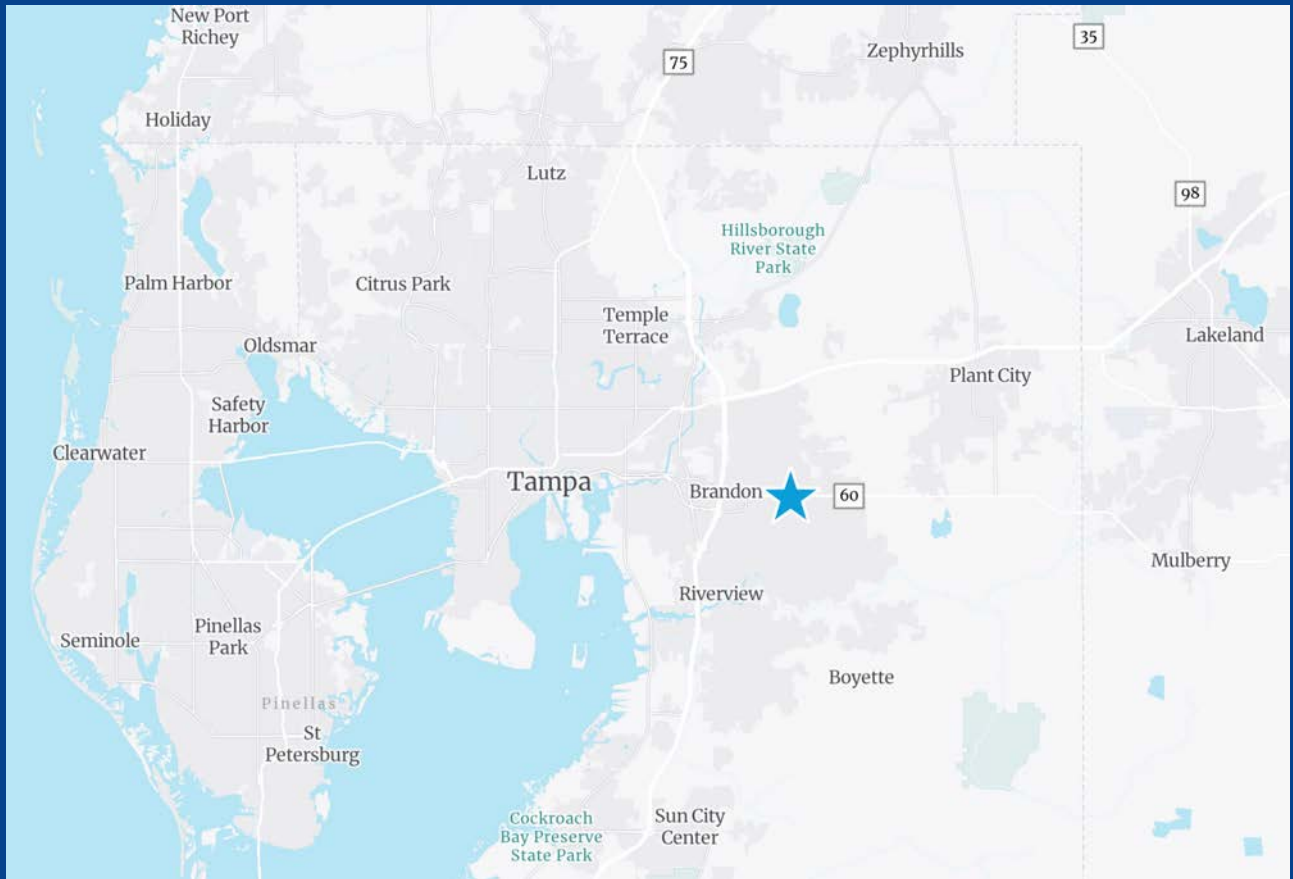 New Port
Richey
35
Zephyrhills
75
Holiday
Lutz
98
Hillsborough
River State
Park
Palm Harbor
Citrus Park
Temple
Terrace
Oldsmar
Lakeland
Plant City
Safety
Harbor
Clearwater
Tampa
Brandon
60
Mulberry
Riverview
Pinellas
Park
Seminole
Boyette
Pinellas
St
Petersburg
Cockroach
Bay Preserve
State Park
Sun City
Center